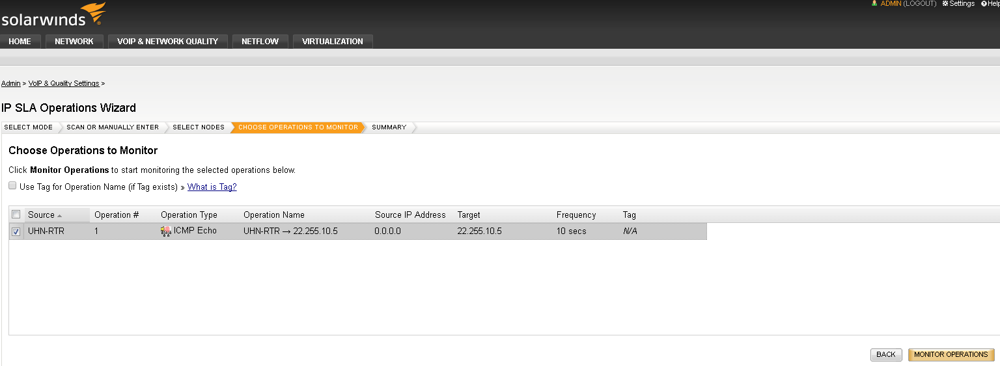 ADMIN (LOGOUT) Settings Help
solarwinds
HOME NETWORK VOIP & NETWORK QUALITY NETFLOW VIRTUALIZATION
Admin > VoIP & Quality Settings >
IP SLA Operations Wizard
SELECT MODE SCAN OR MANUALLY ENTER SELECT NODES CHOOSE OPERATIONS TO MONITOR SUMMARY
Choose Operations to Monitor
Click Monitor Operations to start monitoring the selected operations below.
Use Tag for Operation Name (if Tag exists) » What is Tag?
Source Operation # Operation Type Operation Name Source IP Address Target Frequency Tag
UHN-RTR 1 ICMP Echo UHN-RTR → 22.255.10.5 0.0.0.0 22.255.10.5 10 secs N/A
BACK MONITOR OPERATIONS